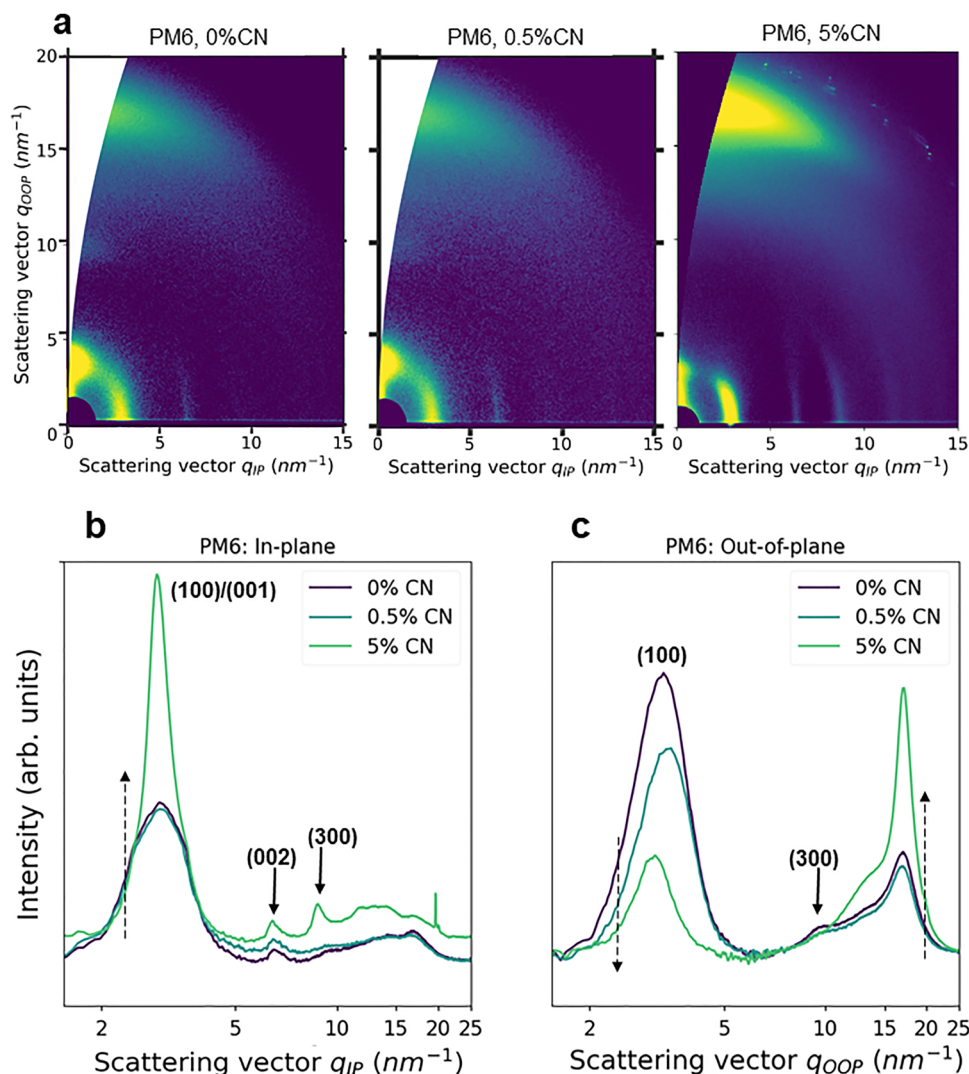 a
PM6, 0%CN
PM6, 0.5%CN
PM6, 5%CN
Scattering vector q_OOP (nm⁻¹)
20
15
10
5
0
0 5 10 15
0 5 10 15
5 10 15
Scattering vector q_IP (nm⁻¹)
Scattering vector q_IP (nm⁻¹)
Scattering vector q_IP (nm⁻¹)
b
PM6: In-plane
(100)/(001)
0% CN
0.5% CN
5% CN
(002)
(300)
Intensity (arb. units)
2 5 10 15 20 25
Scattering vector q_IP (nm⁻¹)
c
PM6: Out-of-plane
(100)
0% CN
0.5% CN
5% CN
(300)
2 5 10 15 20 25
Scattering vector q_OOP (nm⁻¹)